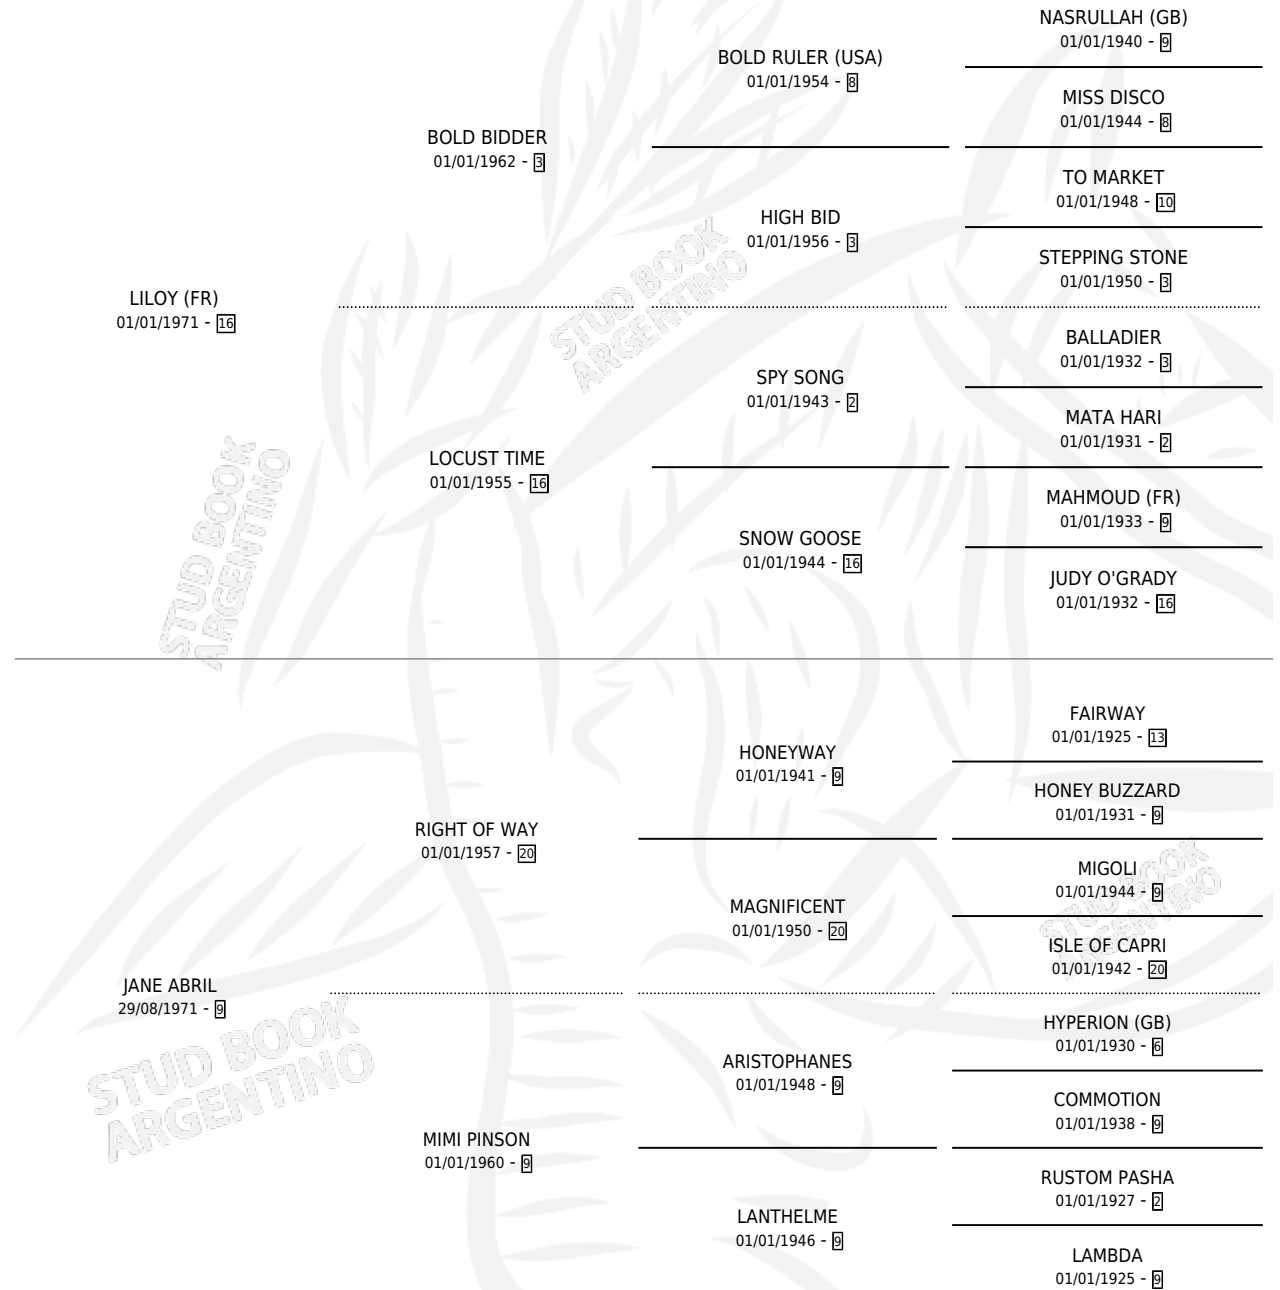 NASRULLAH (GB)
01/01/1940 - 9
BOLD RULER (USA)
01/01/1954 - 8
MISS DISCO
01/01/1944 - 8
BOLD BIDDER
01/01/1962 - 3
TO MARKET
01/01/1948 - 10
HIGH BID
01/01/1956 - 3
STEPPING STONE
01/01/1950 - 3
LILOY (FR)
01/01/1971 - 16
BALLADIER
01/01/1932 - 3
SPY SONG
01/01/1943 - 2
MATA HARI
01/01/1931 - 2
LOCUST TIME
01/01/1955 - 16
MAHMOUD (FR)
01/01/1933 - 9
SNOW GOOSE
01/01/1944 - 16
JUDY O'GRADY
01/01/1932 - 16
FAIRWAY
01/01/1925 - 13
HONEYWAY
01/01/1941 - 9
HONEY BUZZARD
01/01/1931 - 9
RIGHT OF WAY
01/01/1957 - 20
MIGOLI
01/01/1944 - 9
MAGNIFICENT
01/01/1950 - 20
ISLE OF CAPRI
01/01/1942 - 20
JANE ABRIL
29/08/1971 - 9
HYPERION (GB)
01/01/1930 - 6
ARISTOPHANES
01/01/1948 - 9
COMMOTION
01/01/1938 - 9
MIMI PINSON
01/01/1960 - 9
RUSTOM PASHA
01/01/1927 - 2
LANTHELME
01/01/1946 - 9
LAMBDA
01/01/1925 - 9
STUD BOOK
ARGENTINO
STUD BOOK
ARGENTINO
STUD BOOK
ARGENTINO
STUD BOOK
ARGENTINO